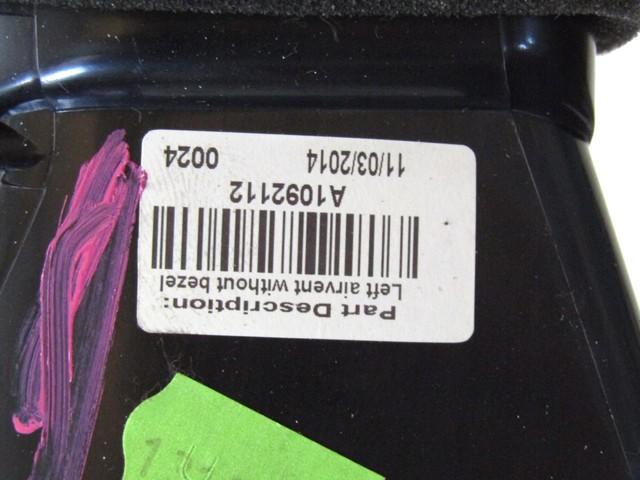 Part Description:
Left airvent without bezel
A1092112
11/03/2014 0024